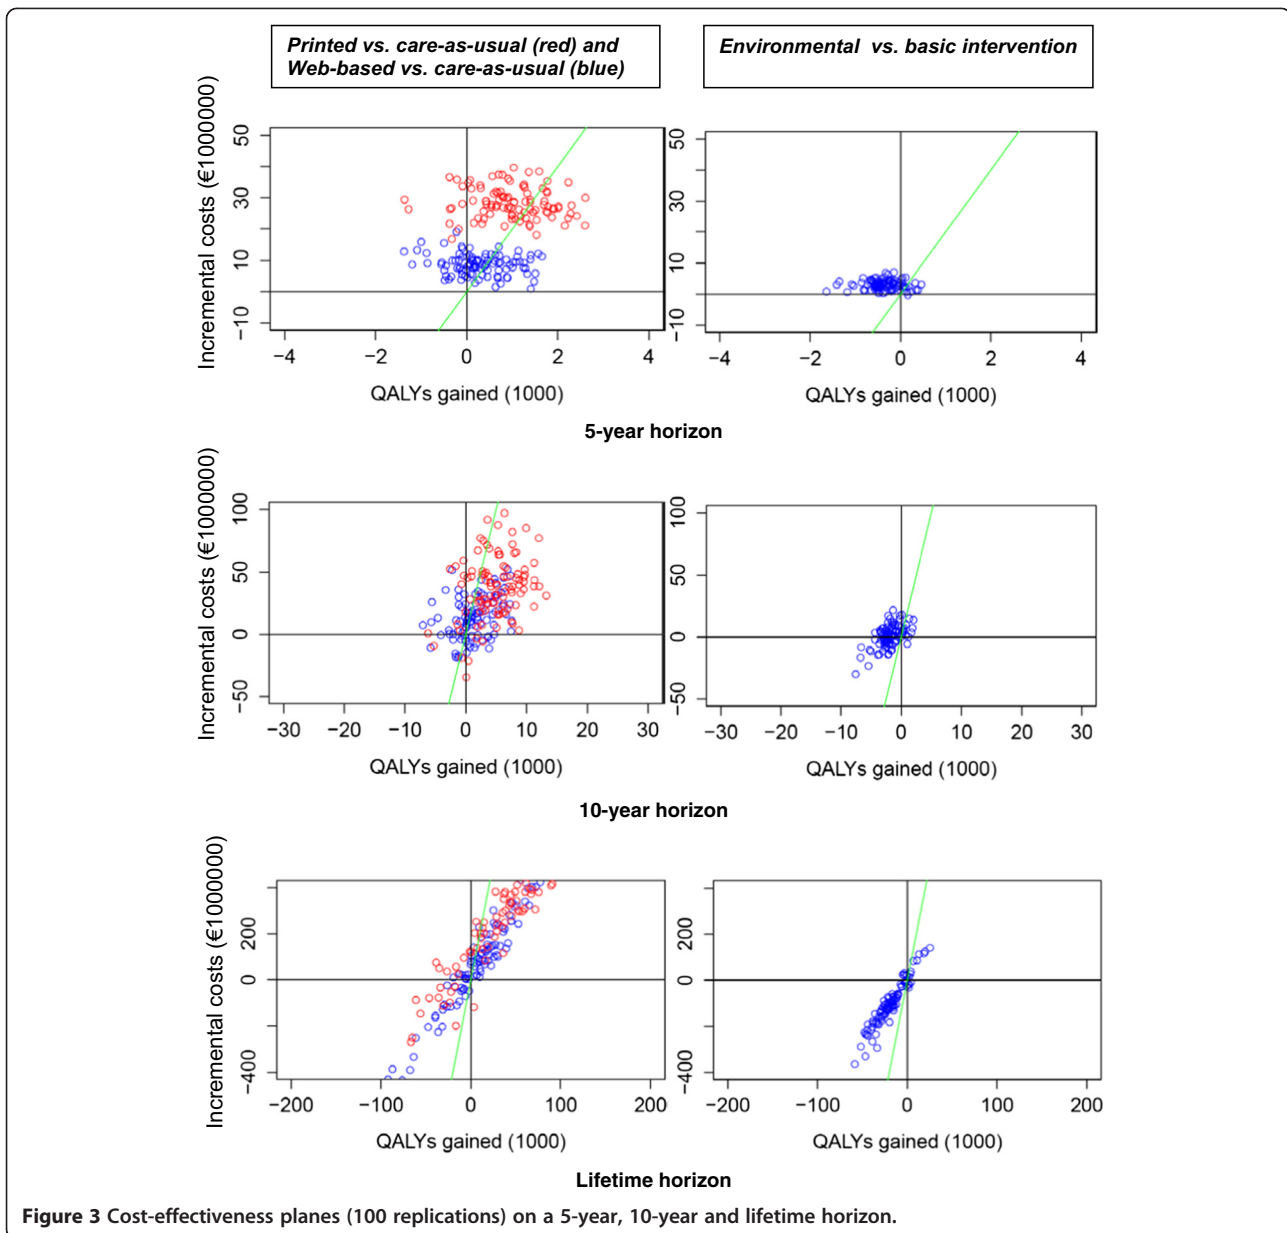 Printed vs. care-as-usual (red) and
Web-based vs. care-as-usual (blue)
Environmental vs. basic intervention
Incremental costs (€1000000)
50
30
10
−10
−4 −2 0 2 4
QALYs gained (1000)
50
30
10
−10
−4 −2 0 2 4
QALYs gained (1000)
5-year horizon
Incremental costs (€1000000)
100
50
0
−50
−30 −20 −10 0 10 20 30
QALYs gained (1000)
100
50
0
−50
−30 −20 −10 0 10 20 30
QALYs gained (1000)
10-year horizon
Incremental costs (€1000000)
200
0
−400
−200 −100 0 100 200
QALYs gained (1000)
200
0
−400
−200 −100 0 100 200
QALYs gained (1000)
Lifetime horizon
Figure 3 Cost-effectiveness planes (100 replications) on a 5-year, 10-year and lifetime horizon.